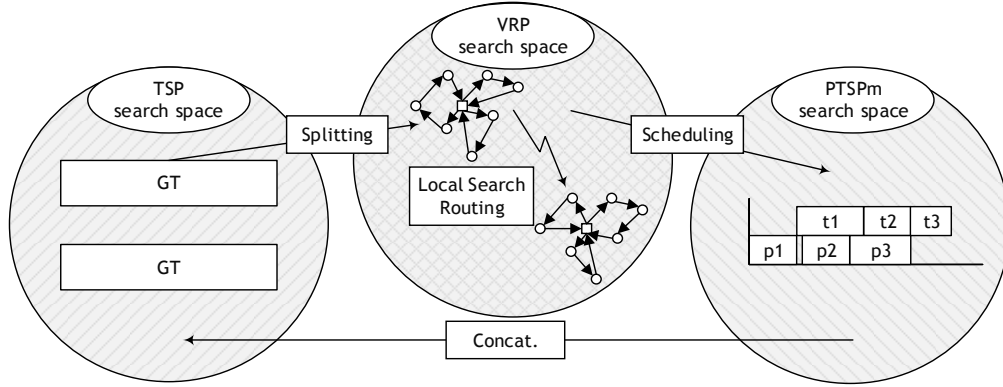 VRP
search space
TSP
search space
PTSPm
search space
Splitting
Scheduling
GT
Local Search
Routing
GT
t1 t2 t3
p1 p2 p3
Concat.